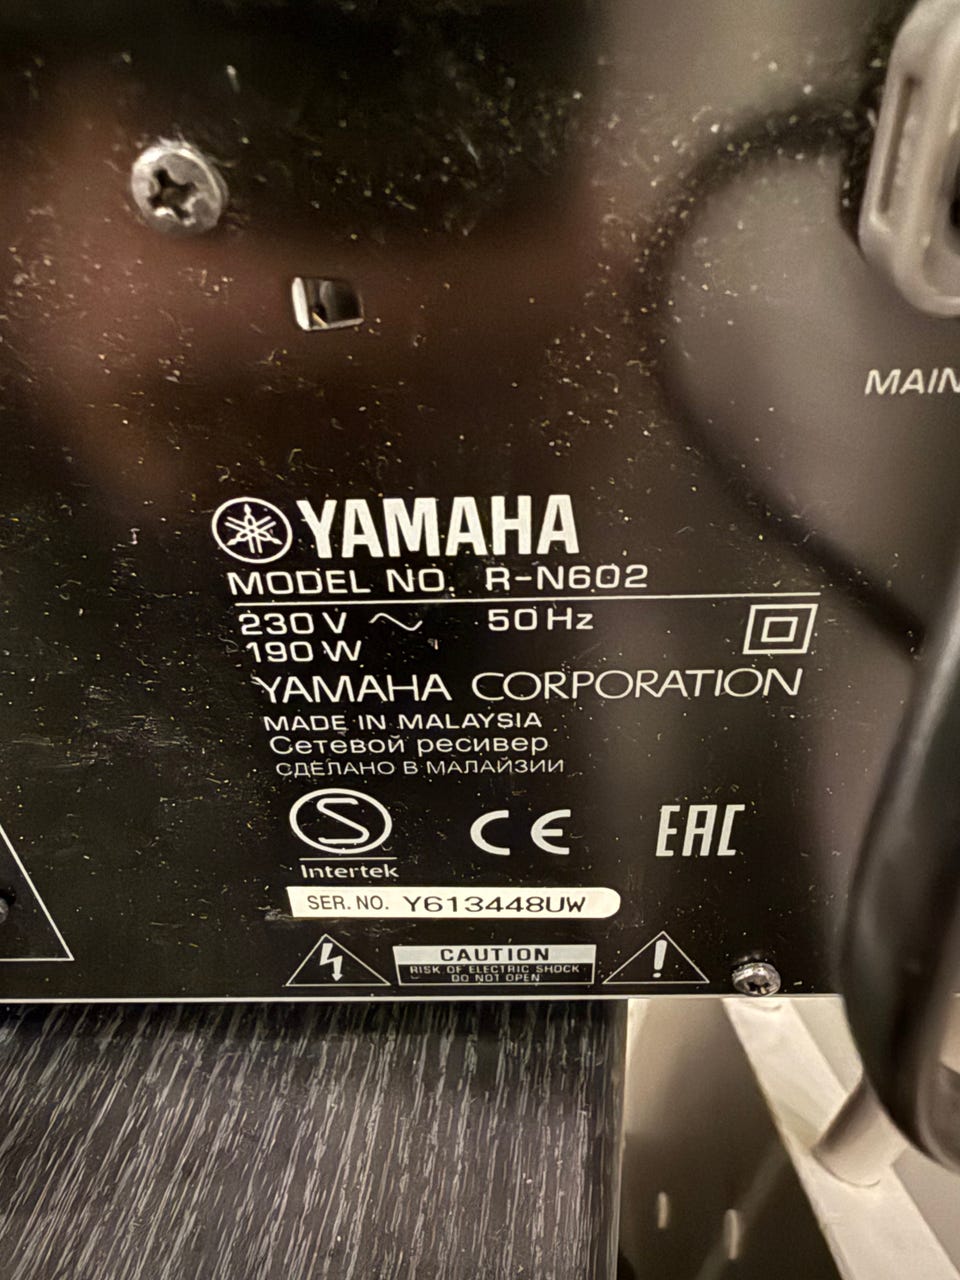 MAIN
YAMAHA
MODEL NO. R-N602
230 V ~ 50 Hz
190 W
YAMAHA CORPORATION
MADE IN MALAYSIA
Сетевой ресивер
СДЕЛАНО В МАЛАЙЗИИ
S CE EAC
Intertek
SER. NO. Y613448UW
CAUTION
RISK OF ELECTRIC SHOCK
DO NOT OPEN